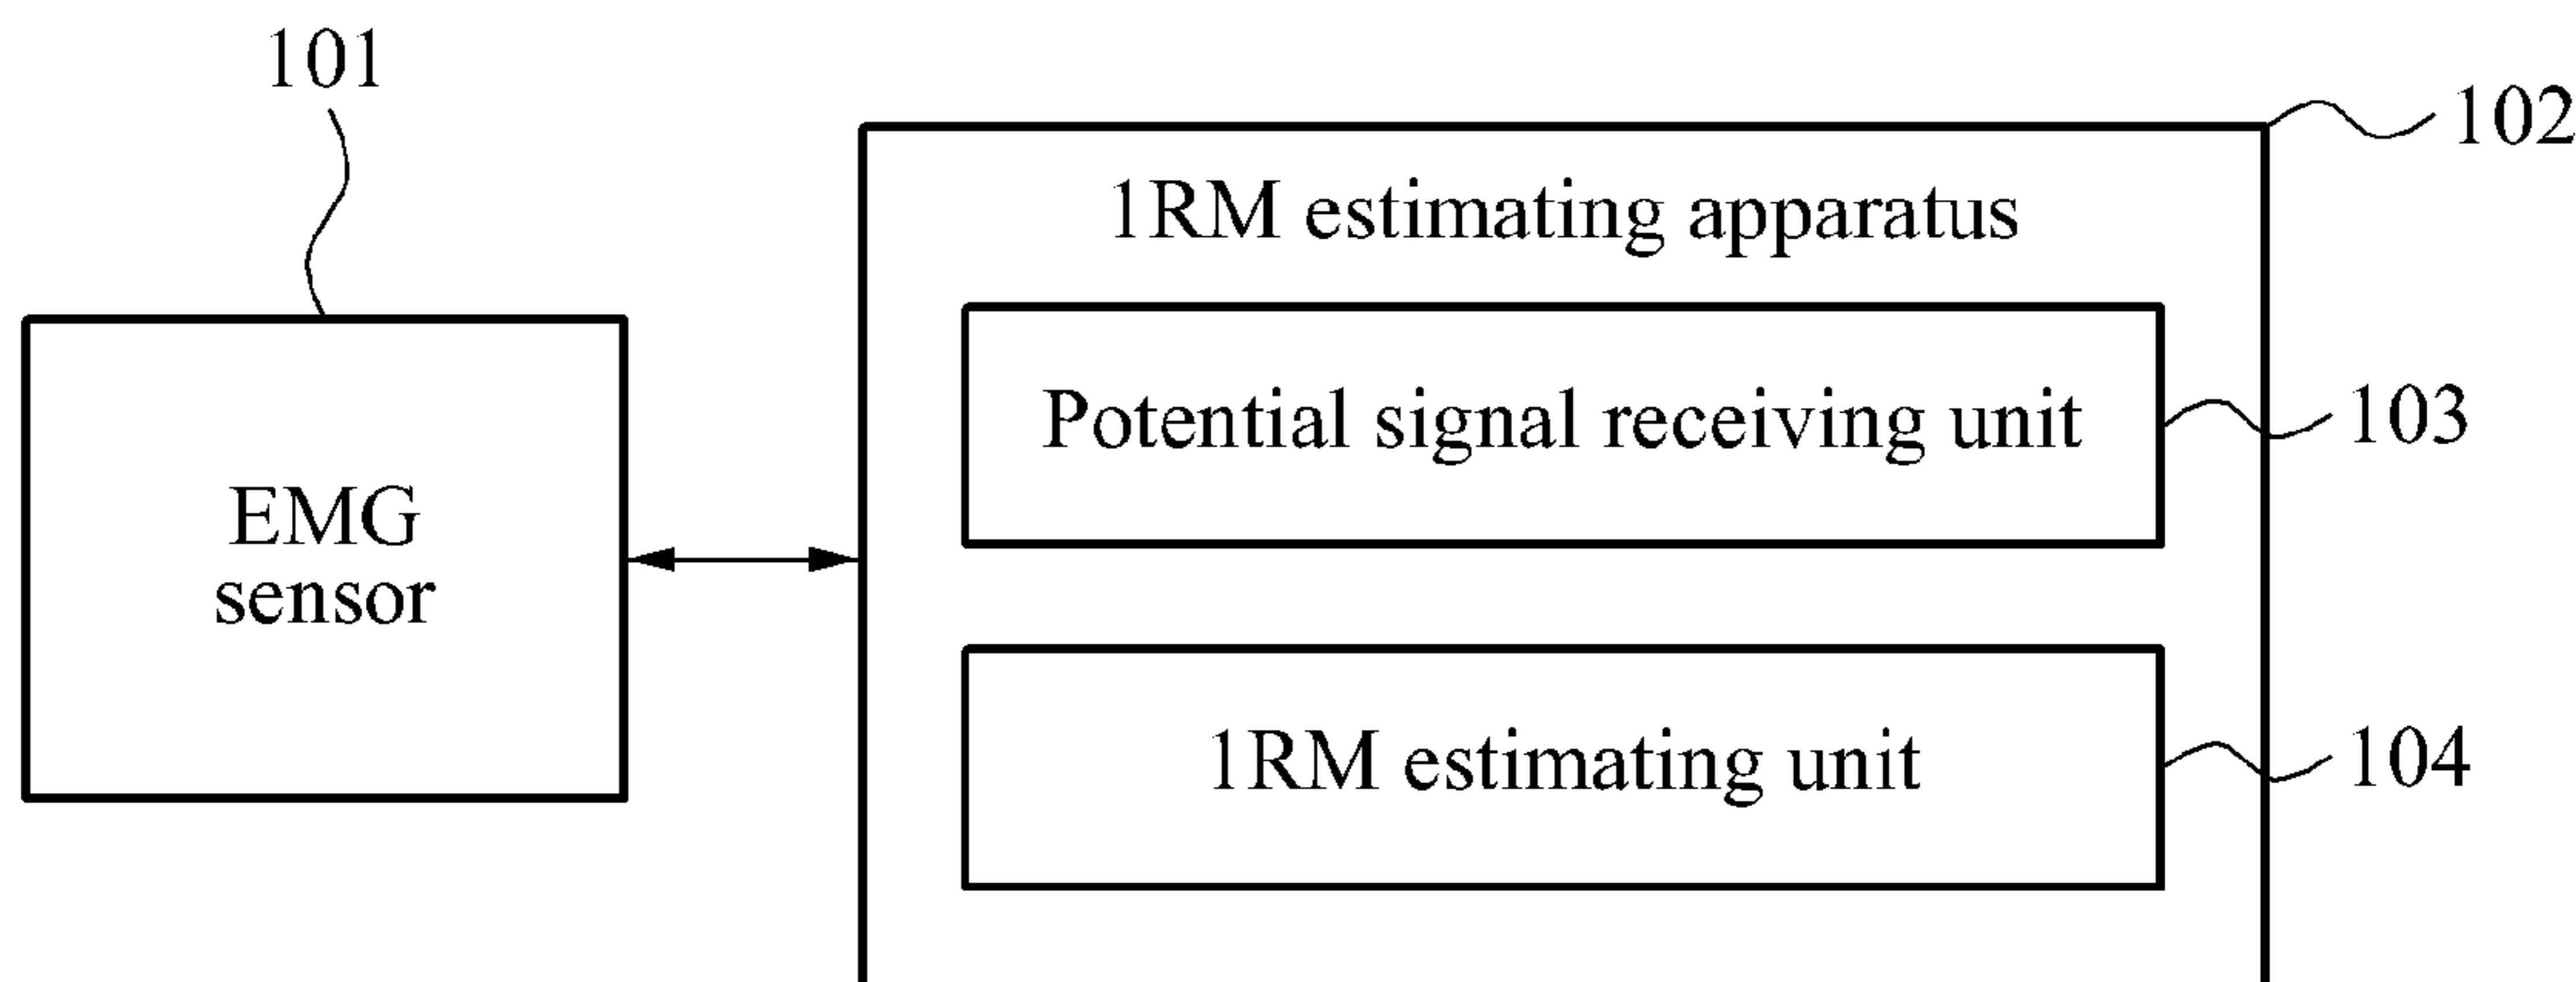 101
102
1RM estimating apparatus
Potential signal receiving unit
103
EMG
sensor
1RM estimating unit
104